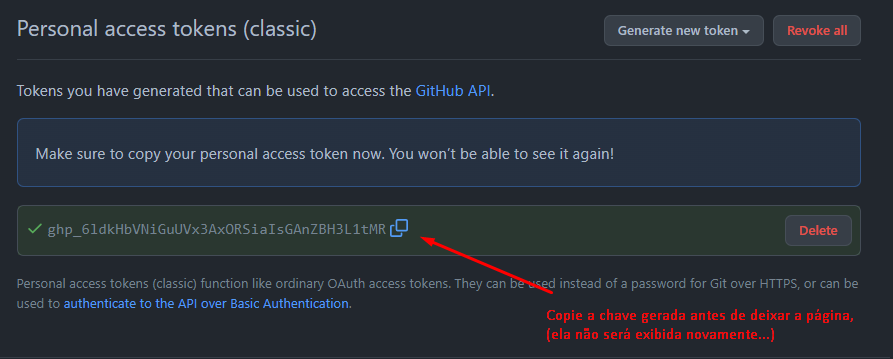 Personal access tokens (classic)
Generate new token
Revoke all
Tokens you have generated that can be used to access the GitHub API.
Make sure to copy your personal access token now. You won't be able to see it again!
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
Delete
Personal access tokens (classic) function like ordinary OAuth access tokens. They can be used instead of a password for Git over HTTPS, or can be
used to authenticate to the API over Basic Authentication.
Copie a chave gerada antes de deixar a página,
(ela não será exibida novamente...)